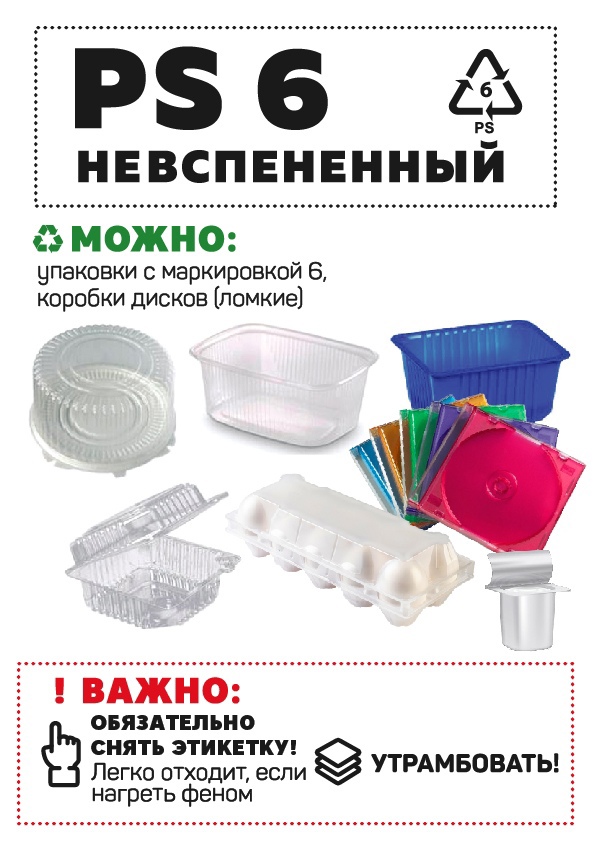 PS 6
6
PS
НЕВСПЕНЕННЫЙ
МОЖНО:
упаковки с маркировкой 6,
коробки дисков (ломкие)
! ВАЖНО:
ОБЯЗАТЕЛЬНО
СНЯТЬ ЭТИКЕТКУ!
Легко отходит, если
нагреть феном
УТРАМБОВАТЬ!